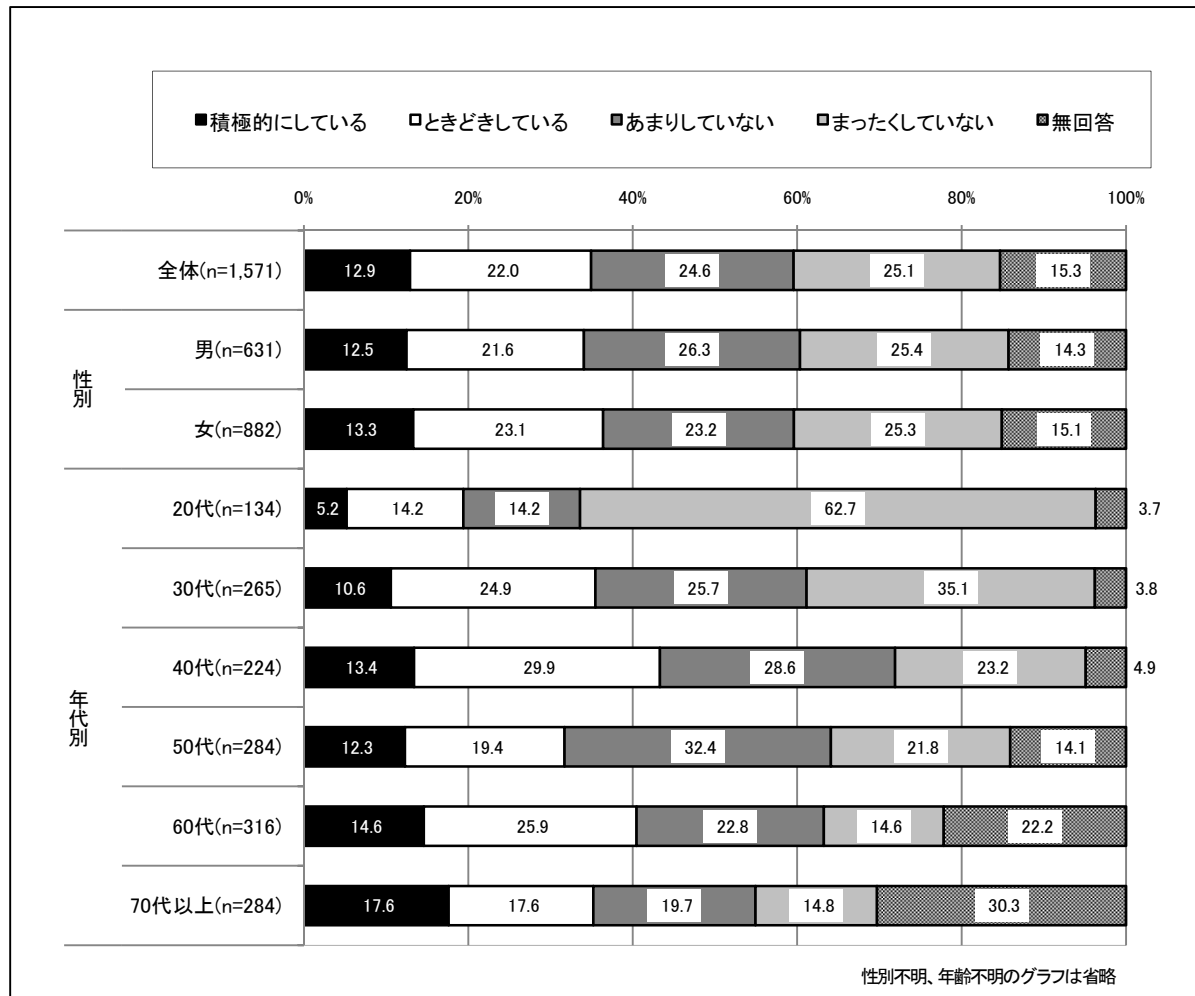 ■積極的にしている □ときどきしている ■あまりしていない ■まったくしていない ■無回答
0% 20% 40% 60% 80% 100%
全体(n=1,571) 12.9 22.0 24.6 25.1 15.3
性別
男(n=631) 12.5 21.6 26.3 25.4 14.3
女(n=882) 13.3 23.1 23.2 25.3 15.1
年代別
20代(n=134) 5.2 14.2 14.2 62.7 3.7
30代(n=265) 10.6 24.9 25.7 35.1 3.8
40代(n=224) 13.4 29.9 28.6 23.2 4.9
50代(n=284) 12.3 19.4 32.4 21.8 14.1
60代(n=316) 14.6 25.9 22.8 14.6 22.2
70代以上(n=284) 17.6 17.6 19.7 14.8 30.3
性別不明、年齢不明のグラフは省略